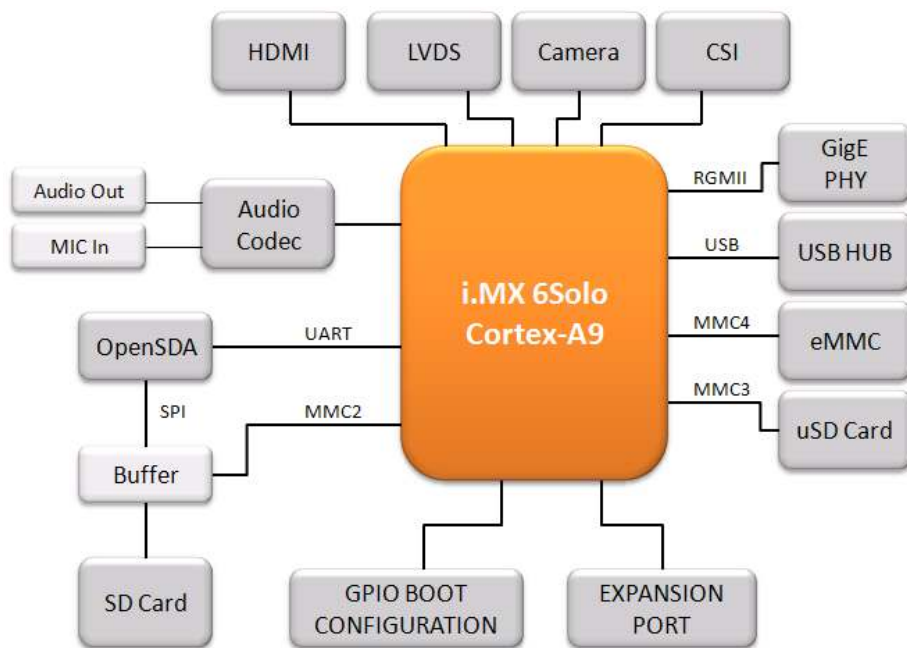 HDMI
LVDS
Camera
CSI
Audio Out
MIC In
Audio
Codec
RGMII
GigE
PHY
USB
USB HUB
i.MX 6Solo
Cortex-A9
OpenSDA
UART
MMC4
eMMC
SPI
MMC2
MMC3
uSD Card
Buffer
SD Card
GPIO BOOT
CONFIGURATION
EXPANSION
PORT